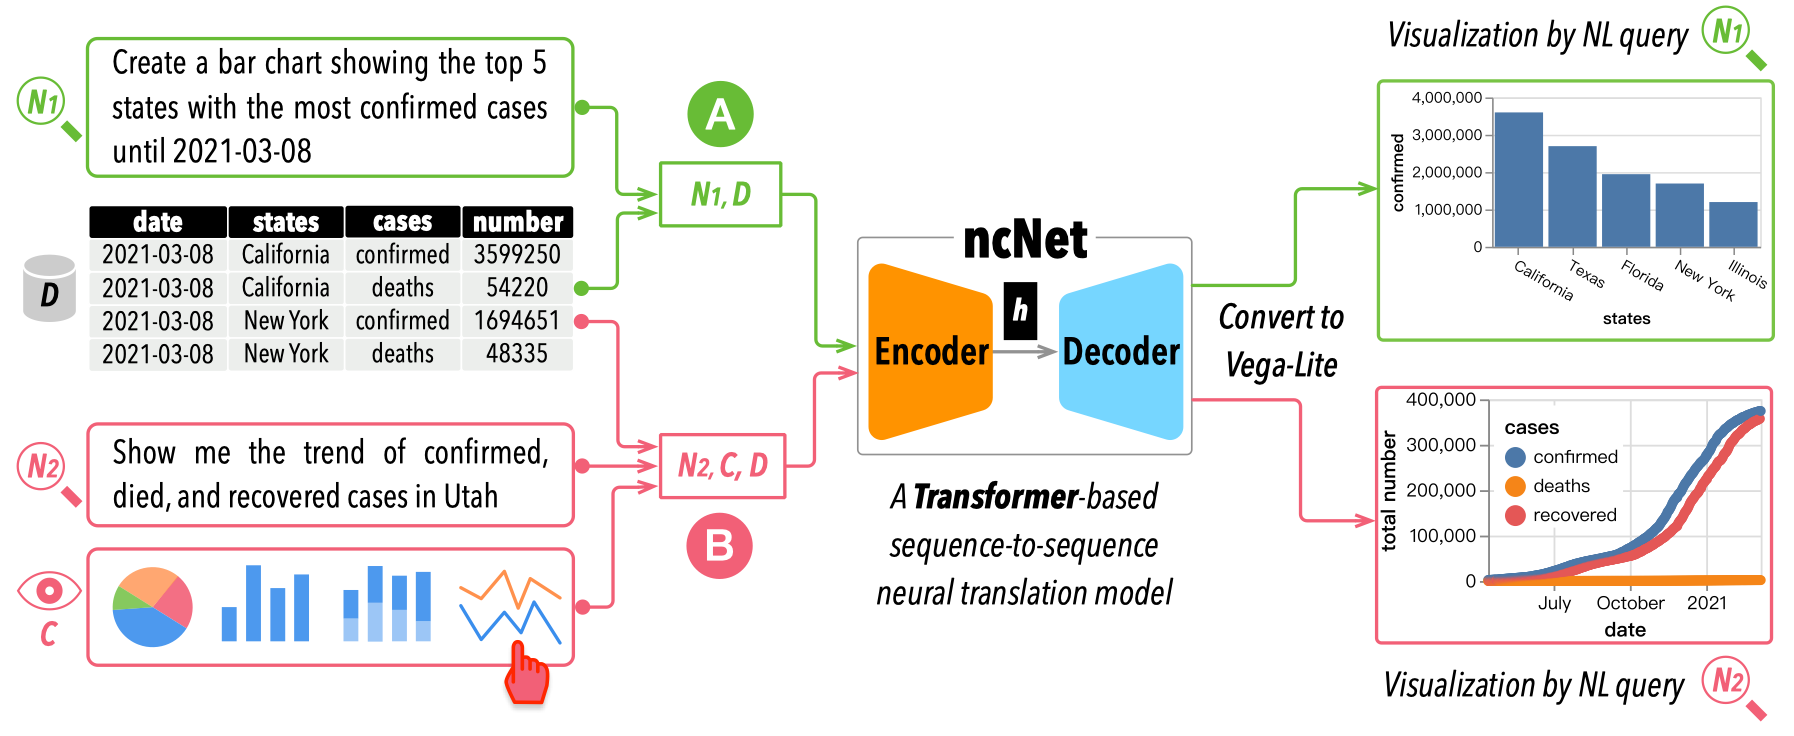 N1
Create a bar chart showing the top 5
states with the most confirmed cases
until 2021-03-08
D
date states cases number
2021-03-08 California confirmed 3599250
2021-03-08 California deaths 54220
2021-03-08 New York confirmed 1694651
2021-03-08 New York deaths 48335
N2
Show me the trend of confirmed,
died, and recovered cases in Utah
C
A
N1, D
N2, C, D
B
ncNet
Encoder
h
Decoder
A Transformer-based
sequence-to-sequence
neural translation model
Convert to
Vega-Lite
Visualization by NL query N1
confirmed
4,000,000
3,000,000
2,000,000
1,000,000
0
California
Texas
Florida
New York
Illinois
states
total number
400,000
300,000
200,000
100,000
0
cases
confirmed
deaths
recovered
July October 2021
date
Visualization by NL query N2